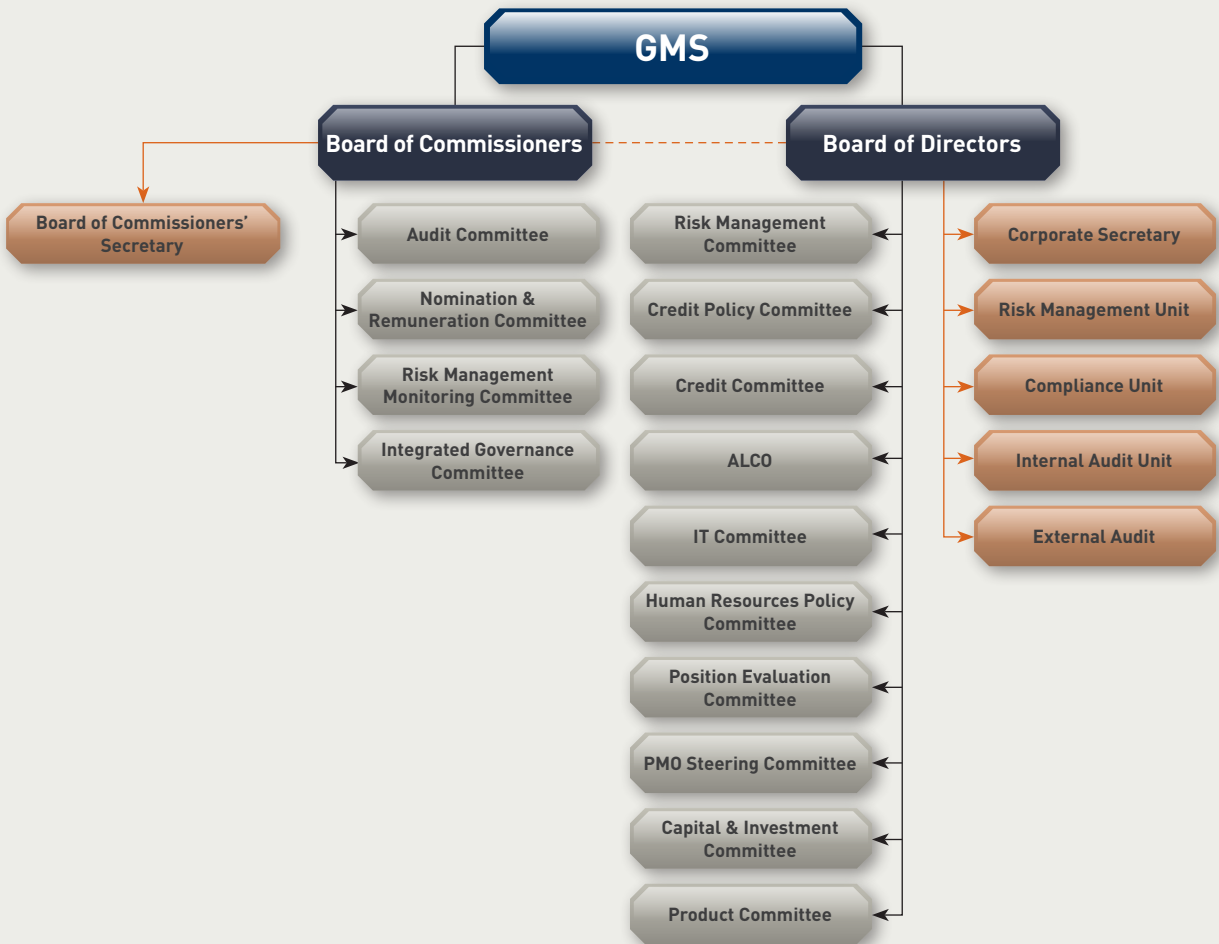 GMS
Board of Commissioners
Board of Directors
Board of Commissioners’
Secretary
Audit Committee
Nomination &
Remuneration Committee
Risk Management
Monitoring Committee
Integrated Governance
Committee
Risk Management
Committee
Credit Policy Committee
Credit Committee
ALCO
IT Committee
Human Resources Policy
Committee
Position Evaluation
Committee
PMO Steering Committee
Capital & Investment
Committee
Product Committee
Corporate Secretary
Risk Management Unit
Compliance Unit
Internal Audit Unit
External Audit